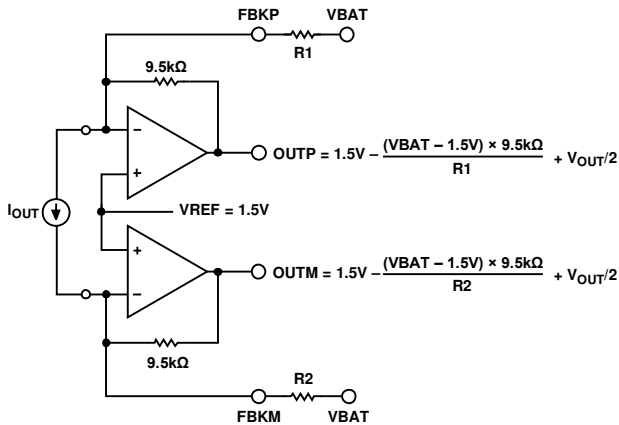 FBKP VBAT
R1
9.5kΩ
OUTP = 1.5V – (VBAT – 1.5V) × 9.5kΩ / R1 + VOUT/2
IOUT
VREF = 1.5V
OUTM = 1.5V – (VBAT – 1.5V) × 9.5kΩ / R2 + VOUT/2
9.5kΩ
R2
FBKM VBAT